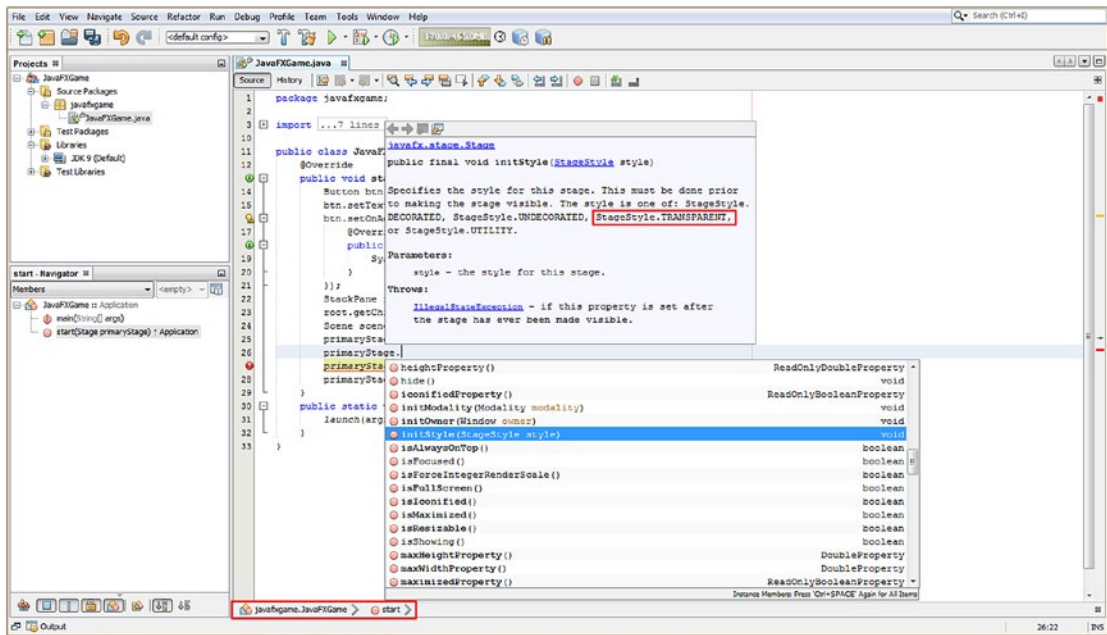 File Edit View Navigate Source Refactor Run Debug Profile Team Tools Window Help
Search (Ctrl+I)
<default config>
Projects
JavaFXGame
Source Packages
javafxgame
JavaFXGame.java
Test Packages
Libraries
JDK 9 (Default)
Test Libraries
start - Navigator
Members
<empty>
JavaFXGame :: Application
main(String[] args)
start(Stage primaryStage) ↑ Application
JavaFXGame.java
Source History
1 package javafxgame;
2
3 import ...7 lines
10
11 public class JavaF
12 @Override
public void st
14 Button btn
15 btn.setTex
btn.setOnA
17 @Overr
public
19 Sy
20 }
21 });
22 StackPane
23 root.getCh
24 Scene scen
25 primarySta
26 primaryStage.
primarySta
28 primarySta
29 }
30 public static
31 launch(arg
32 }
33 }
javafx.stage.Stage
public final void initStyle(StageStyle style)
Specifies the style for this stage. This must be done prior
to making the stage visible. The style is one of: StageStyle.
DECORATED, StageStyle.UNDECORATED, StageStyle.TRANSPARENT,
or StageStyle.UTILITY.
Parameters:
style - the style for this stage.
Throws:
IllegalStateException - if this property is set after
the stage has ever been made visible.
heightProperty() ReadOnlyDoubleProperty
hide() void
iconifiedProperty() ReadOnlyBooleanProperty
initModality(Modality modality) void
initOwner(Window owner) void
initStyle(StageStyle style) void
isAlwaysOnTop() boolean
isFocused() boolean
isForceIntegerRenderScale() boolean
isFullScreen() boolean
isIconified() boolean
isMaximized() boolean
isResizable() boolean
isShowing() boolean
maxHeightProperty() DoubleProperty
maxWidthProperty() DoubleProperty
maximizedProperty() ReadOnlyBooleanProperty
Instance Members; Press 'Ctrl+SPACE' Again for All Items
javafxgame.JavaFXGame
start
Output
26:22
INS